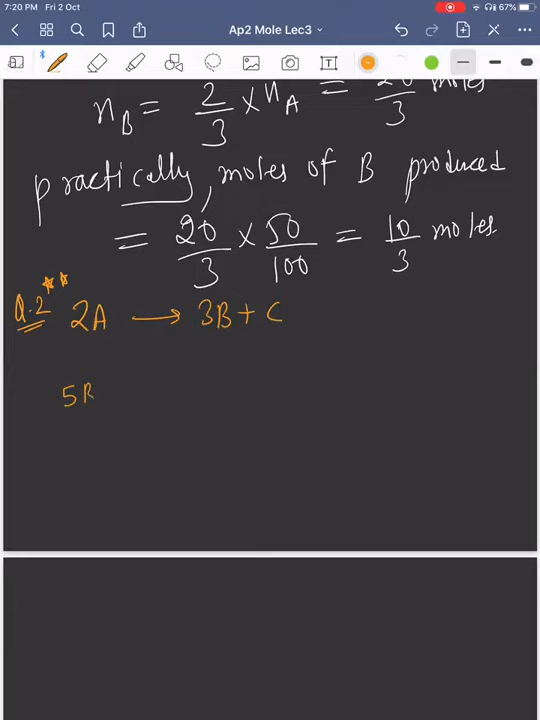 7:20 PM Fri 2 Oct 67%
Ap2 Mole Lec3
n_B = 2/3 × n_A = 20/3 moles
practically, moles of B produced
= 20/3 × 50/100 = 10/3 moles
Q.2 ** 2A → 3B + C
5B